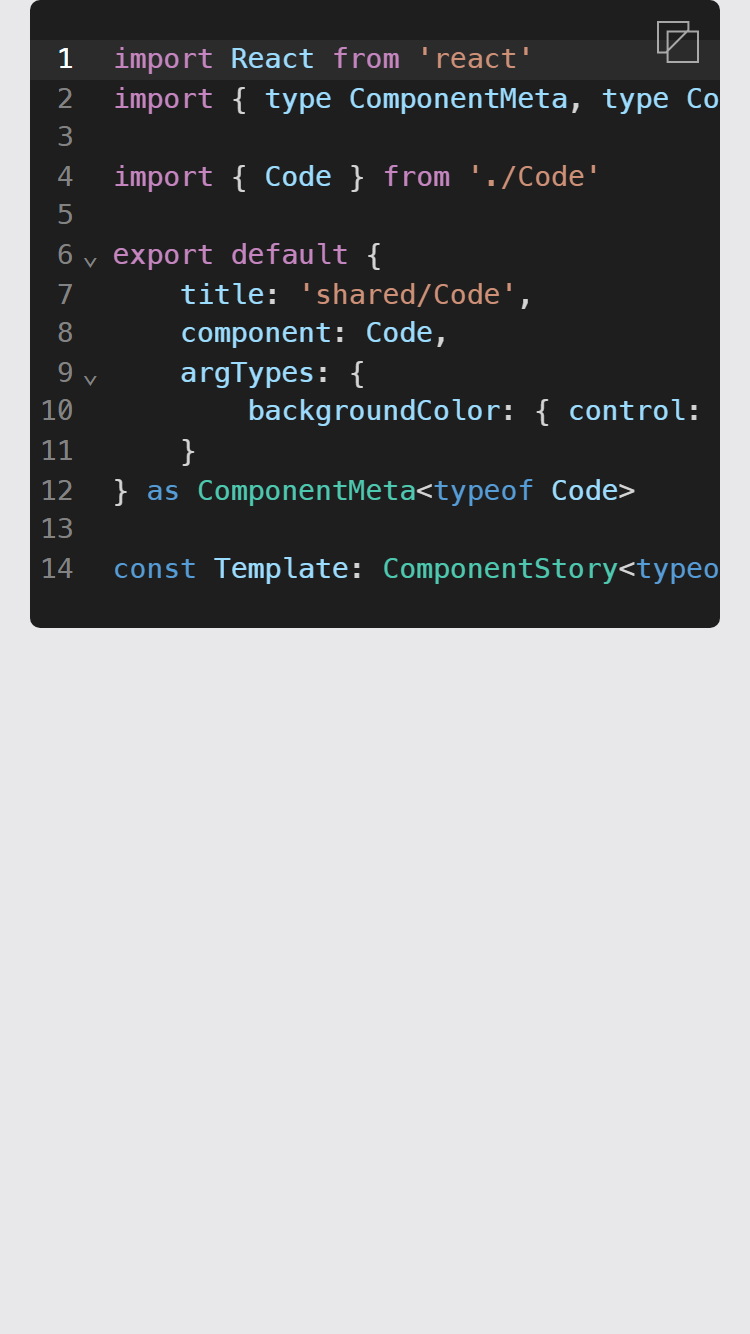 1 import React from 'react'
2 import { type ComponentMeta, type Co
3
4 import { Code } from './Code'
5
6 export default {
7     title: 'shared/Code',
8     component: Code,
9     argTypes: {
10         backgroundColor: { control:
11     }
12 } as ComponentMeta<typeof Code>
13
14 const Template: ComponentStory<typeo